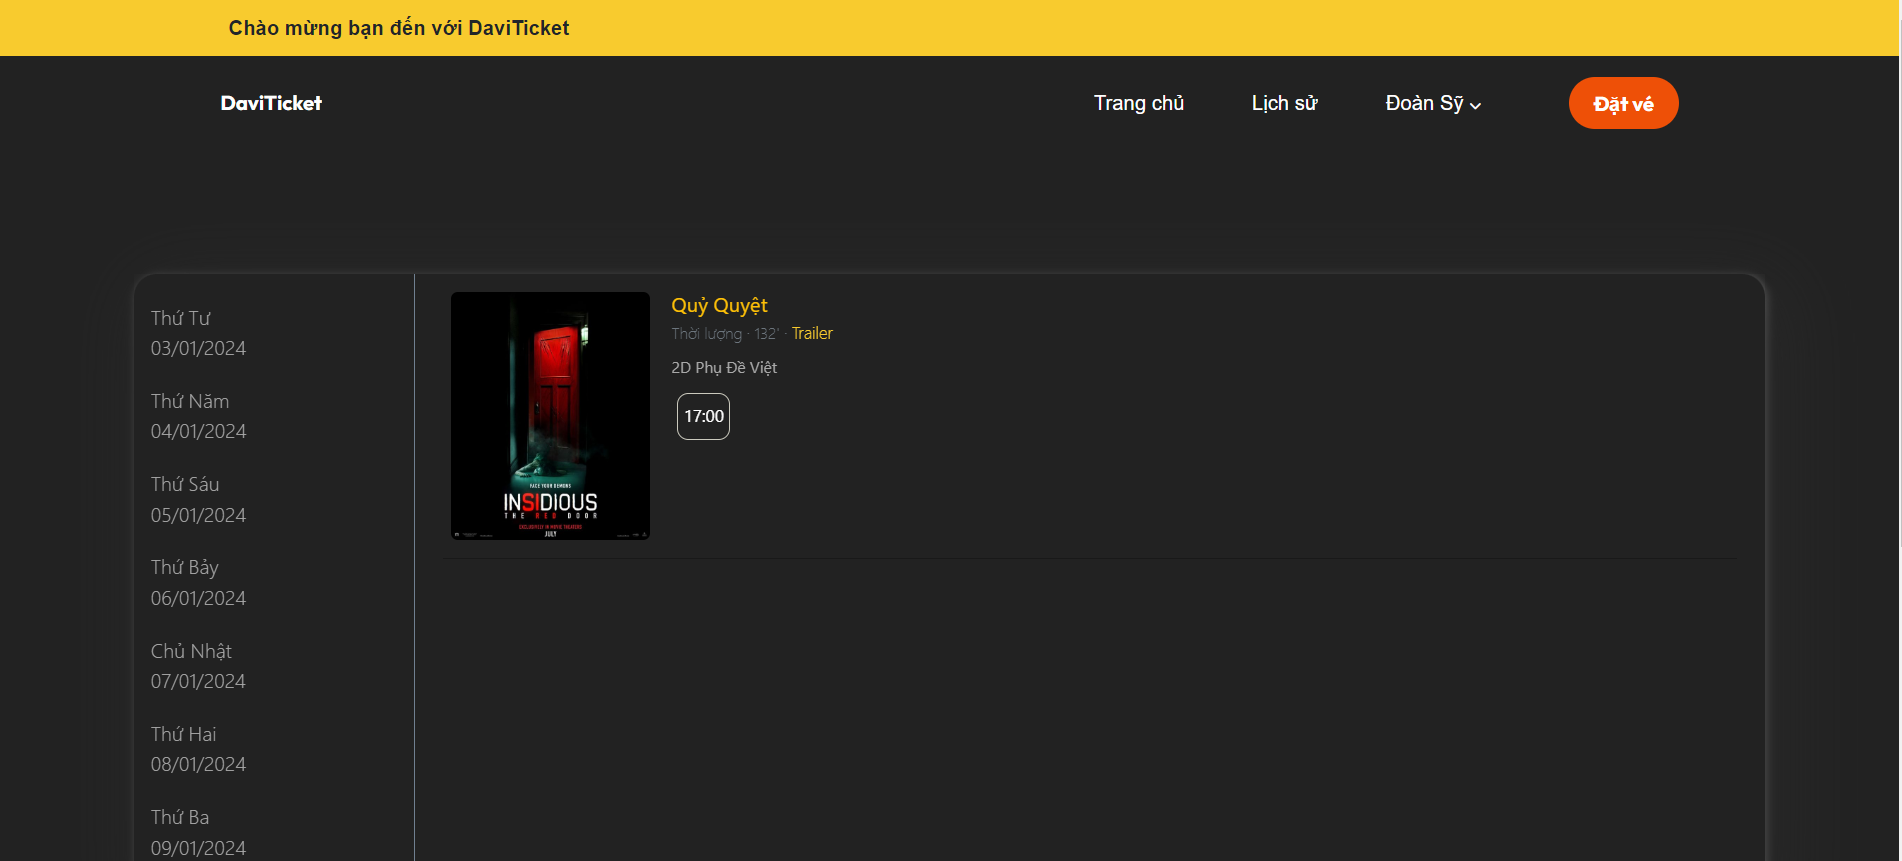 Chào mừng bạn đến với DaviTicket
DaviTicket
Trang chủ
Lịch sử
Đoàn Sỹ
Đặt vé
Thứ Tư
03/01/2024
Thứ Năm
04/01/2024
Thứ Sáu
05/01/2024
Thứ Bảy
06/01/2024
Chủ Nhật
07/01/2024
Thứ Hai
08/01/2024
Thứ Ba
09/01/2024
FACE YOUR DEMONS
INSIDIOUS
THE RED DOOR
EXCLUSIVELY IN MOVIE THEATERS
JULY
Quỷ Quyệt
Thời lượng · 132' · Trailer
2D Phụ Đề Việt
17:00